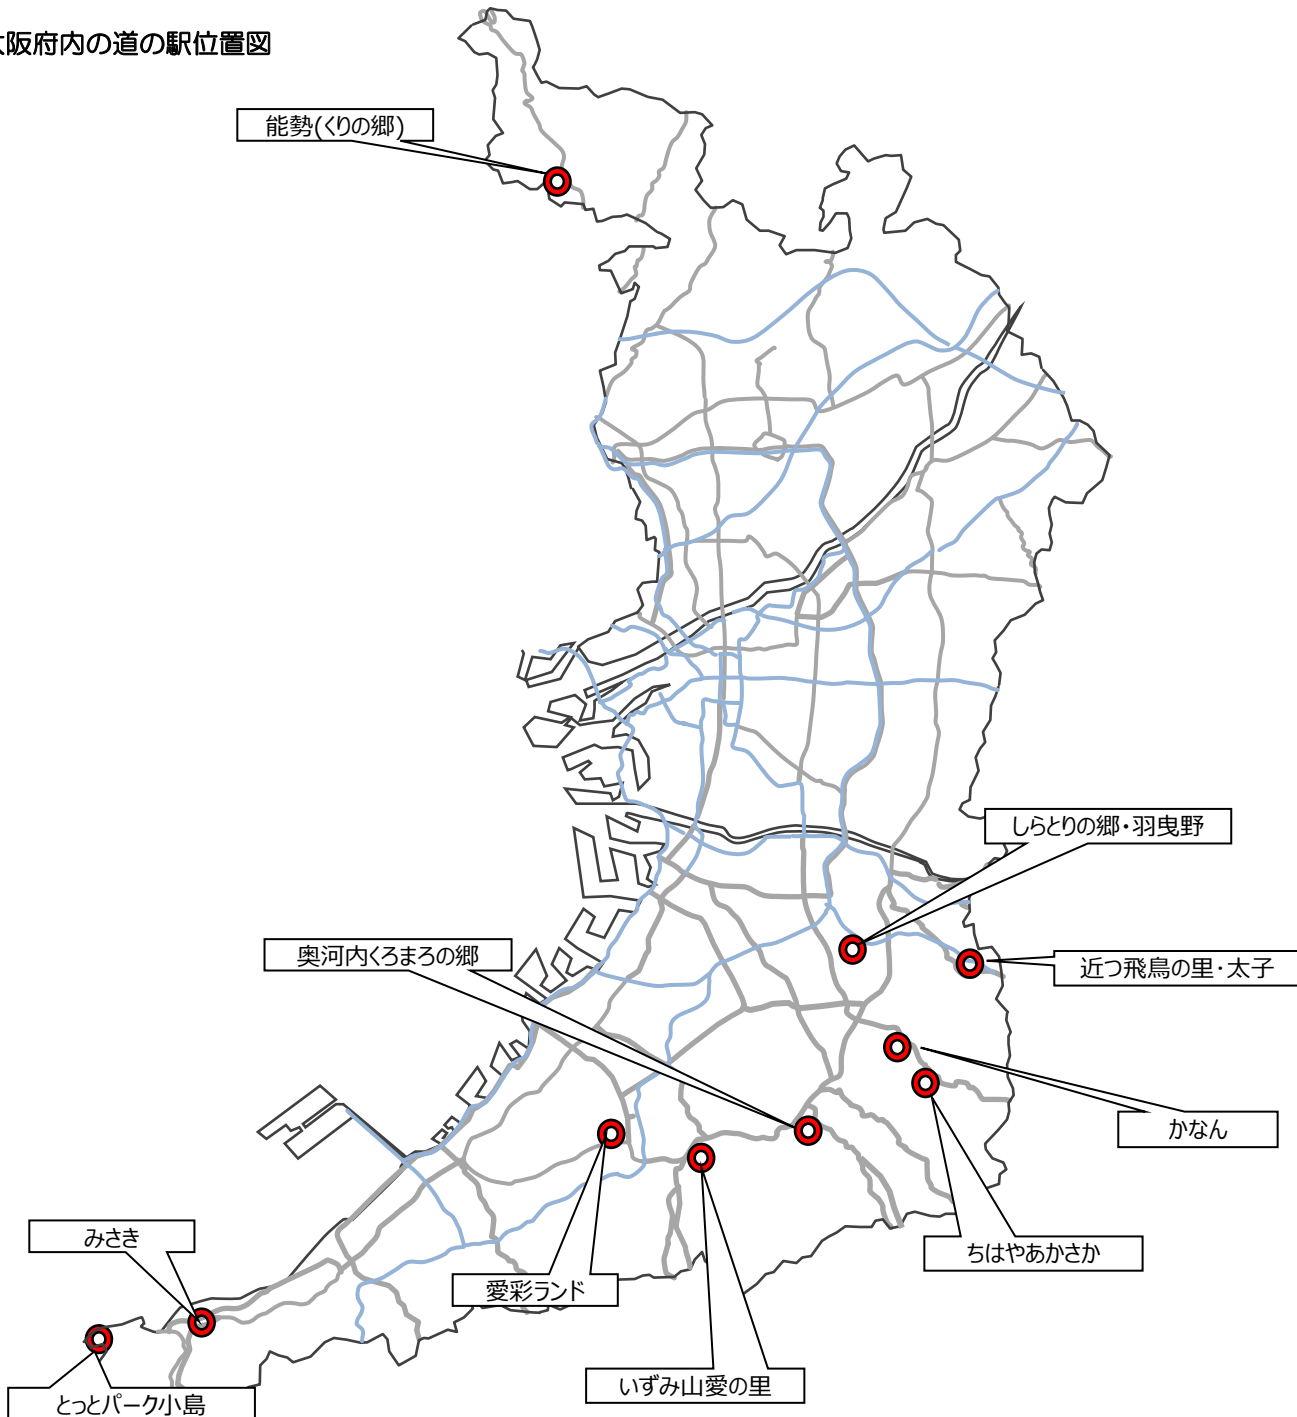 阪府内の道の駅位置図
能勢(くりの郷)
しらとりの郷・羽曳野
奥河内くろまろの郷
近つ飛鳥の里・太子
かなん
みさき
ちはやあかさか
愛彩ランド
いずみ山愛の里
とっとパーク小島